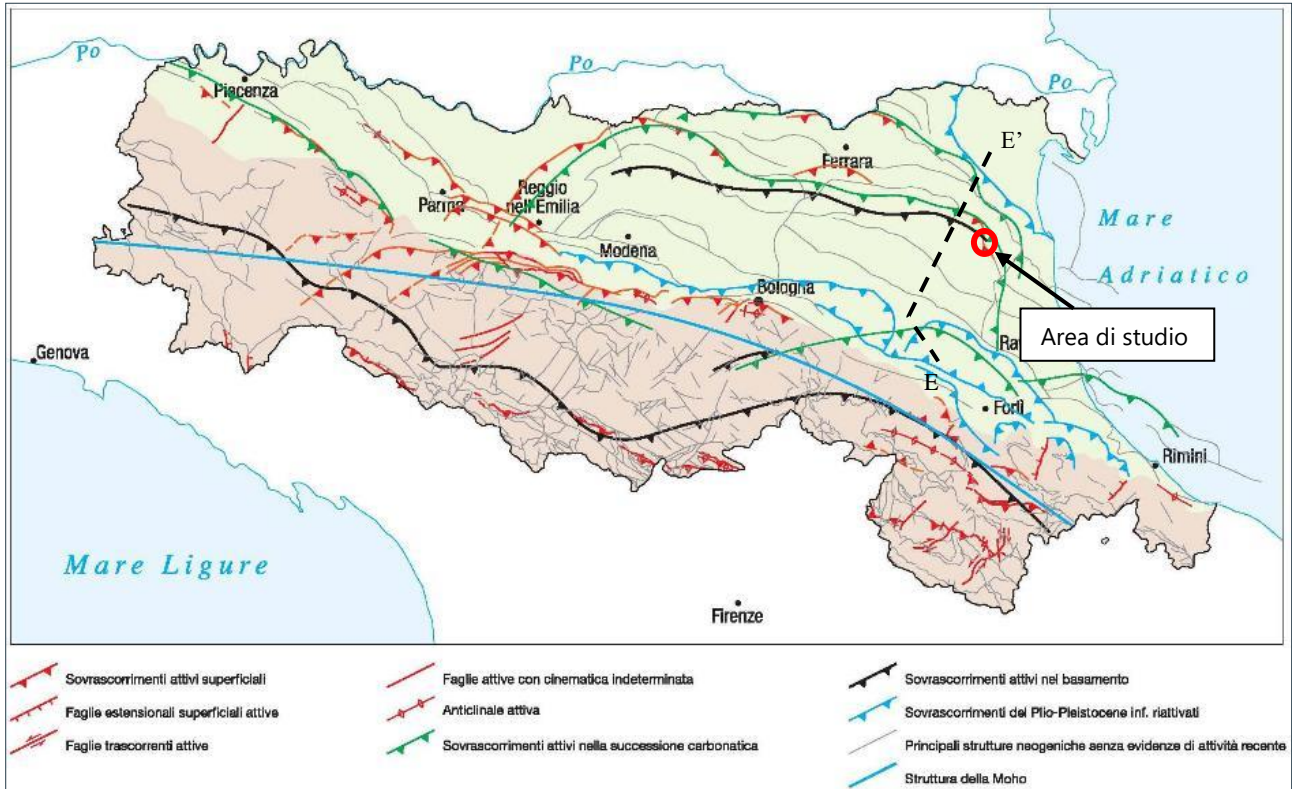 Po
Po
Po
Piacenza
Parma
Reggio
nell'Emilia
Modena
Ferrara
E'
Bologna
Mare
Adriatico
Area di studio
Ra
E
Forlì
Rimini
Genova
Mare Ligure
Firenze
Sovrascorrimenti attivi superficiali
Faglie estensionali superficiali attive
Faglie trascorrenti attive
Faglie attive con cinematica indeterminata
Anticlinale attiva
Sovrascorrimenti attivi nella successione carbonatica
Sovrascorrimenti attivi nel basamento
Sovrascorrimenti del Plio-Pleistocene inf. riattivati
Principali strutture neogeniche senza evidenze di attività recente
Struttura della Moho